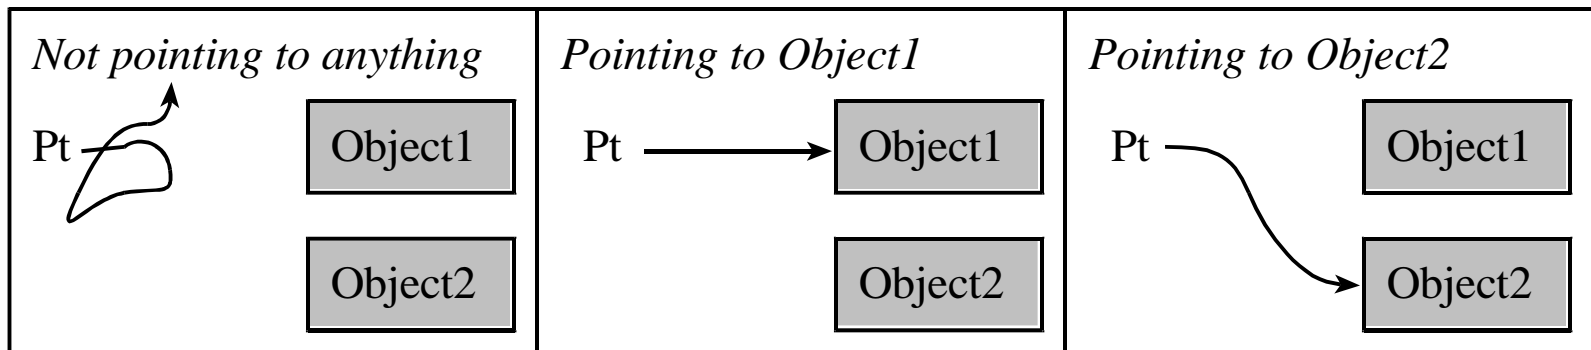 Not pointing to anything
Pt
Object1
Object2
Pointing to Object1
Pt
Object1
Object2
Pointing to Object2
Pt
Object1
Object2